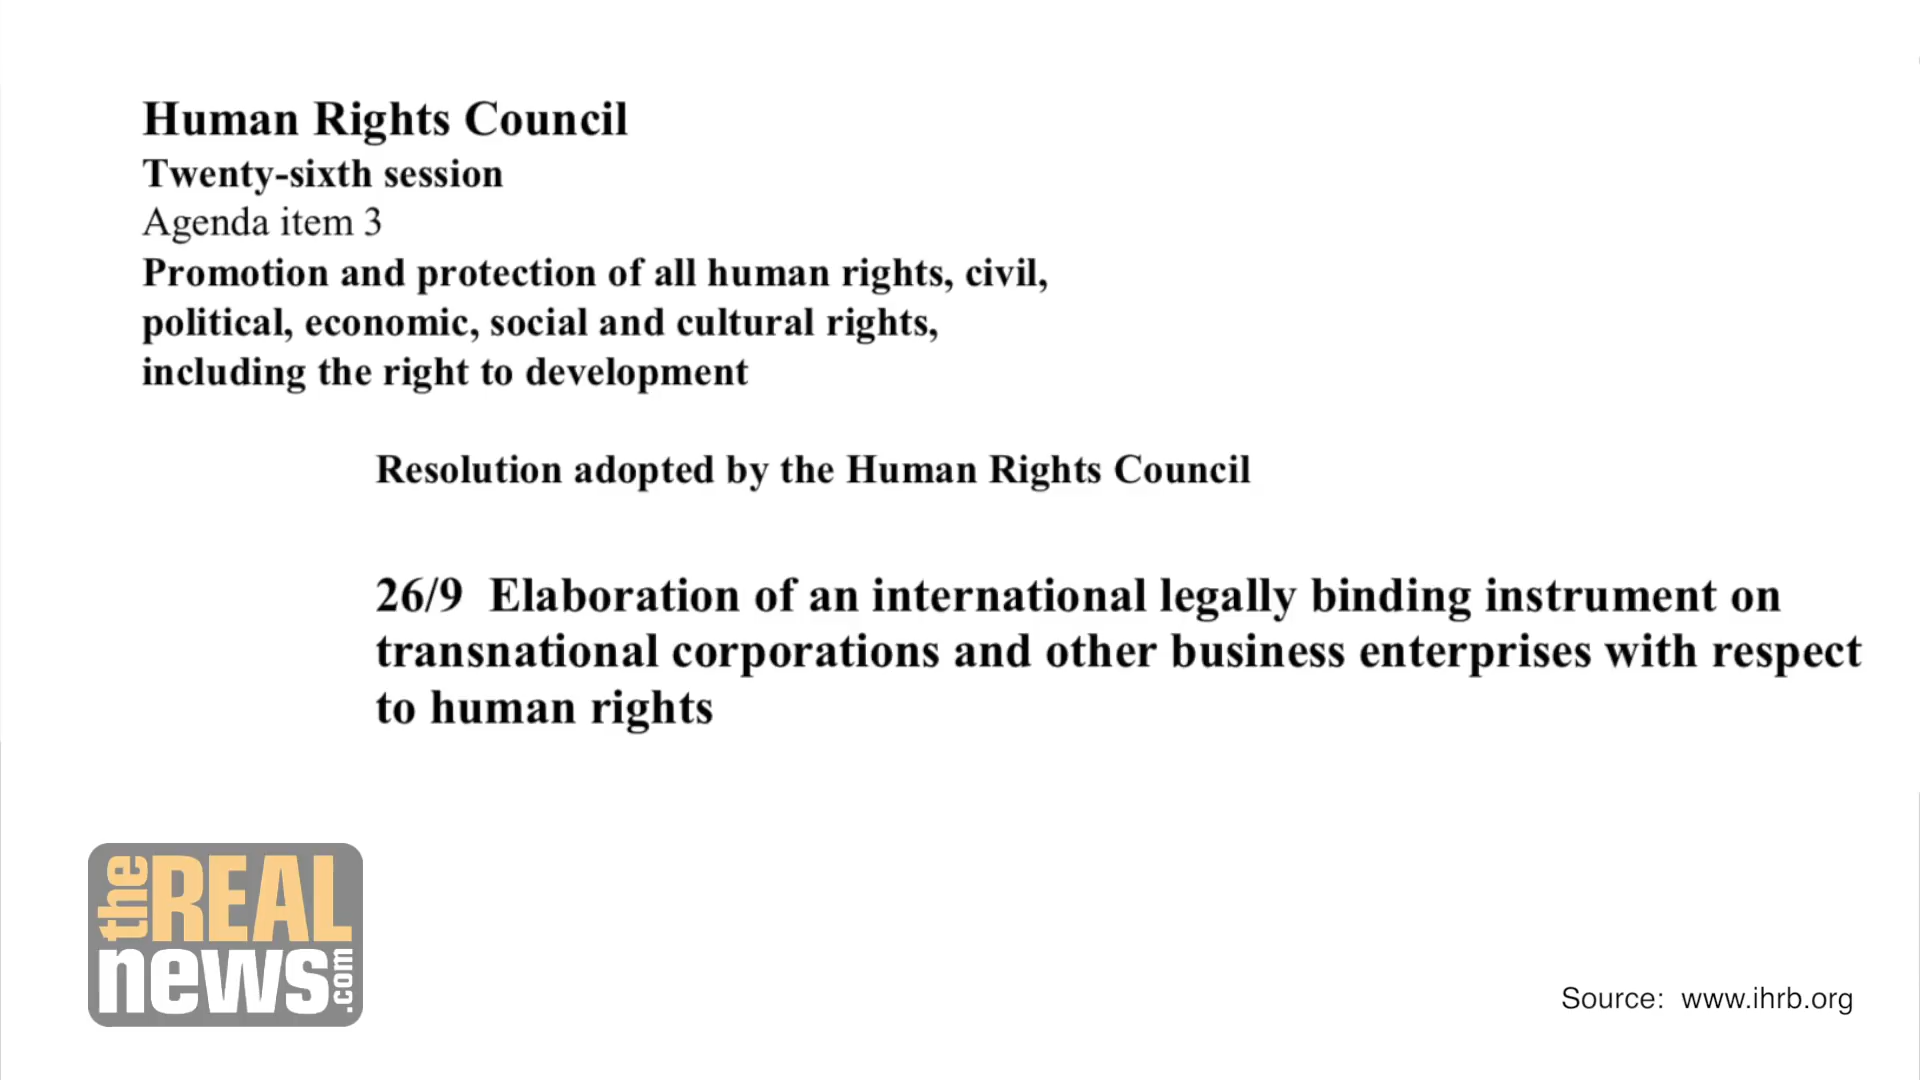 Human Rights Council
Twenty-sixth session
Agenda item 3
Promotion and protection of all human rights, civil,
political, economic, social and cultural rights,
including the right to development
Resolution adopted by the Human Rights Council
26/9 Elaboration of an international legally binding instrument on
transnational corporations and other business enterprises with respect
to human rights
the REAL
news.com
Source: www.ihrb.org